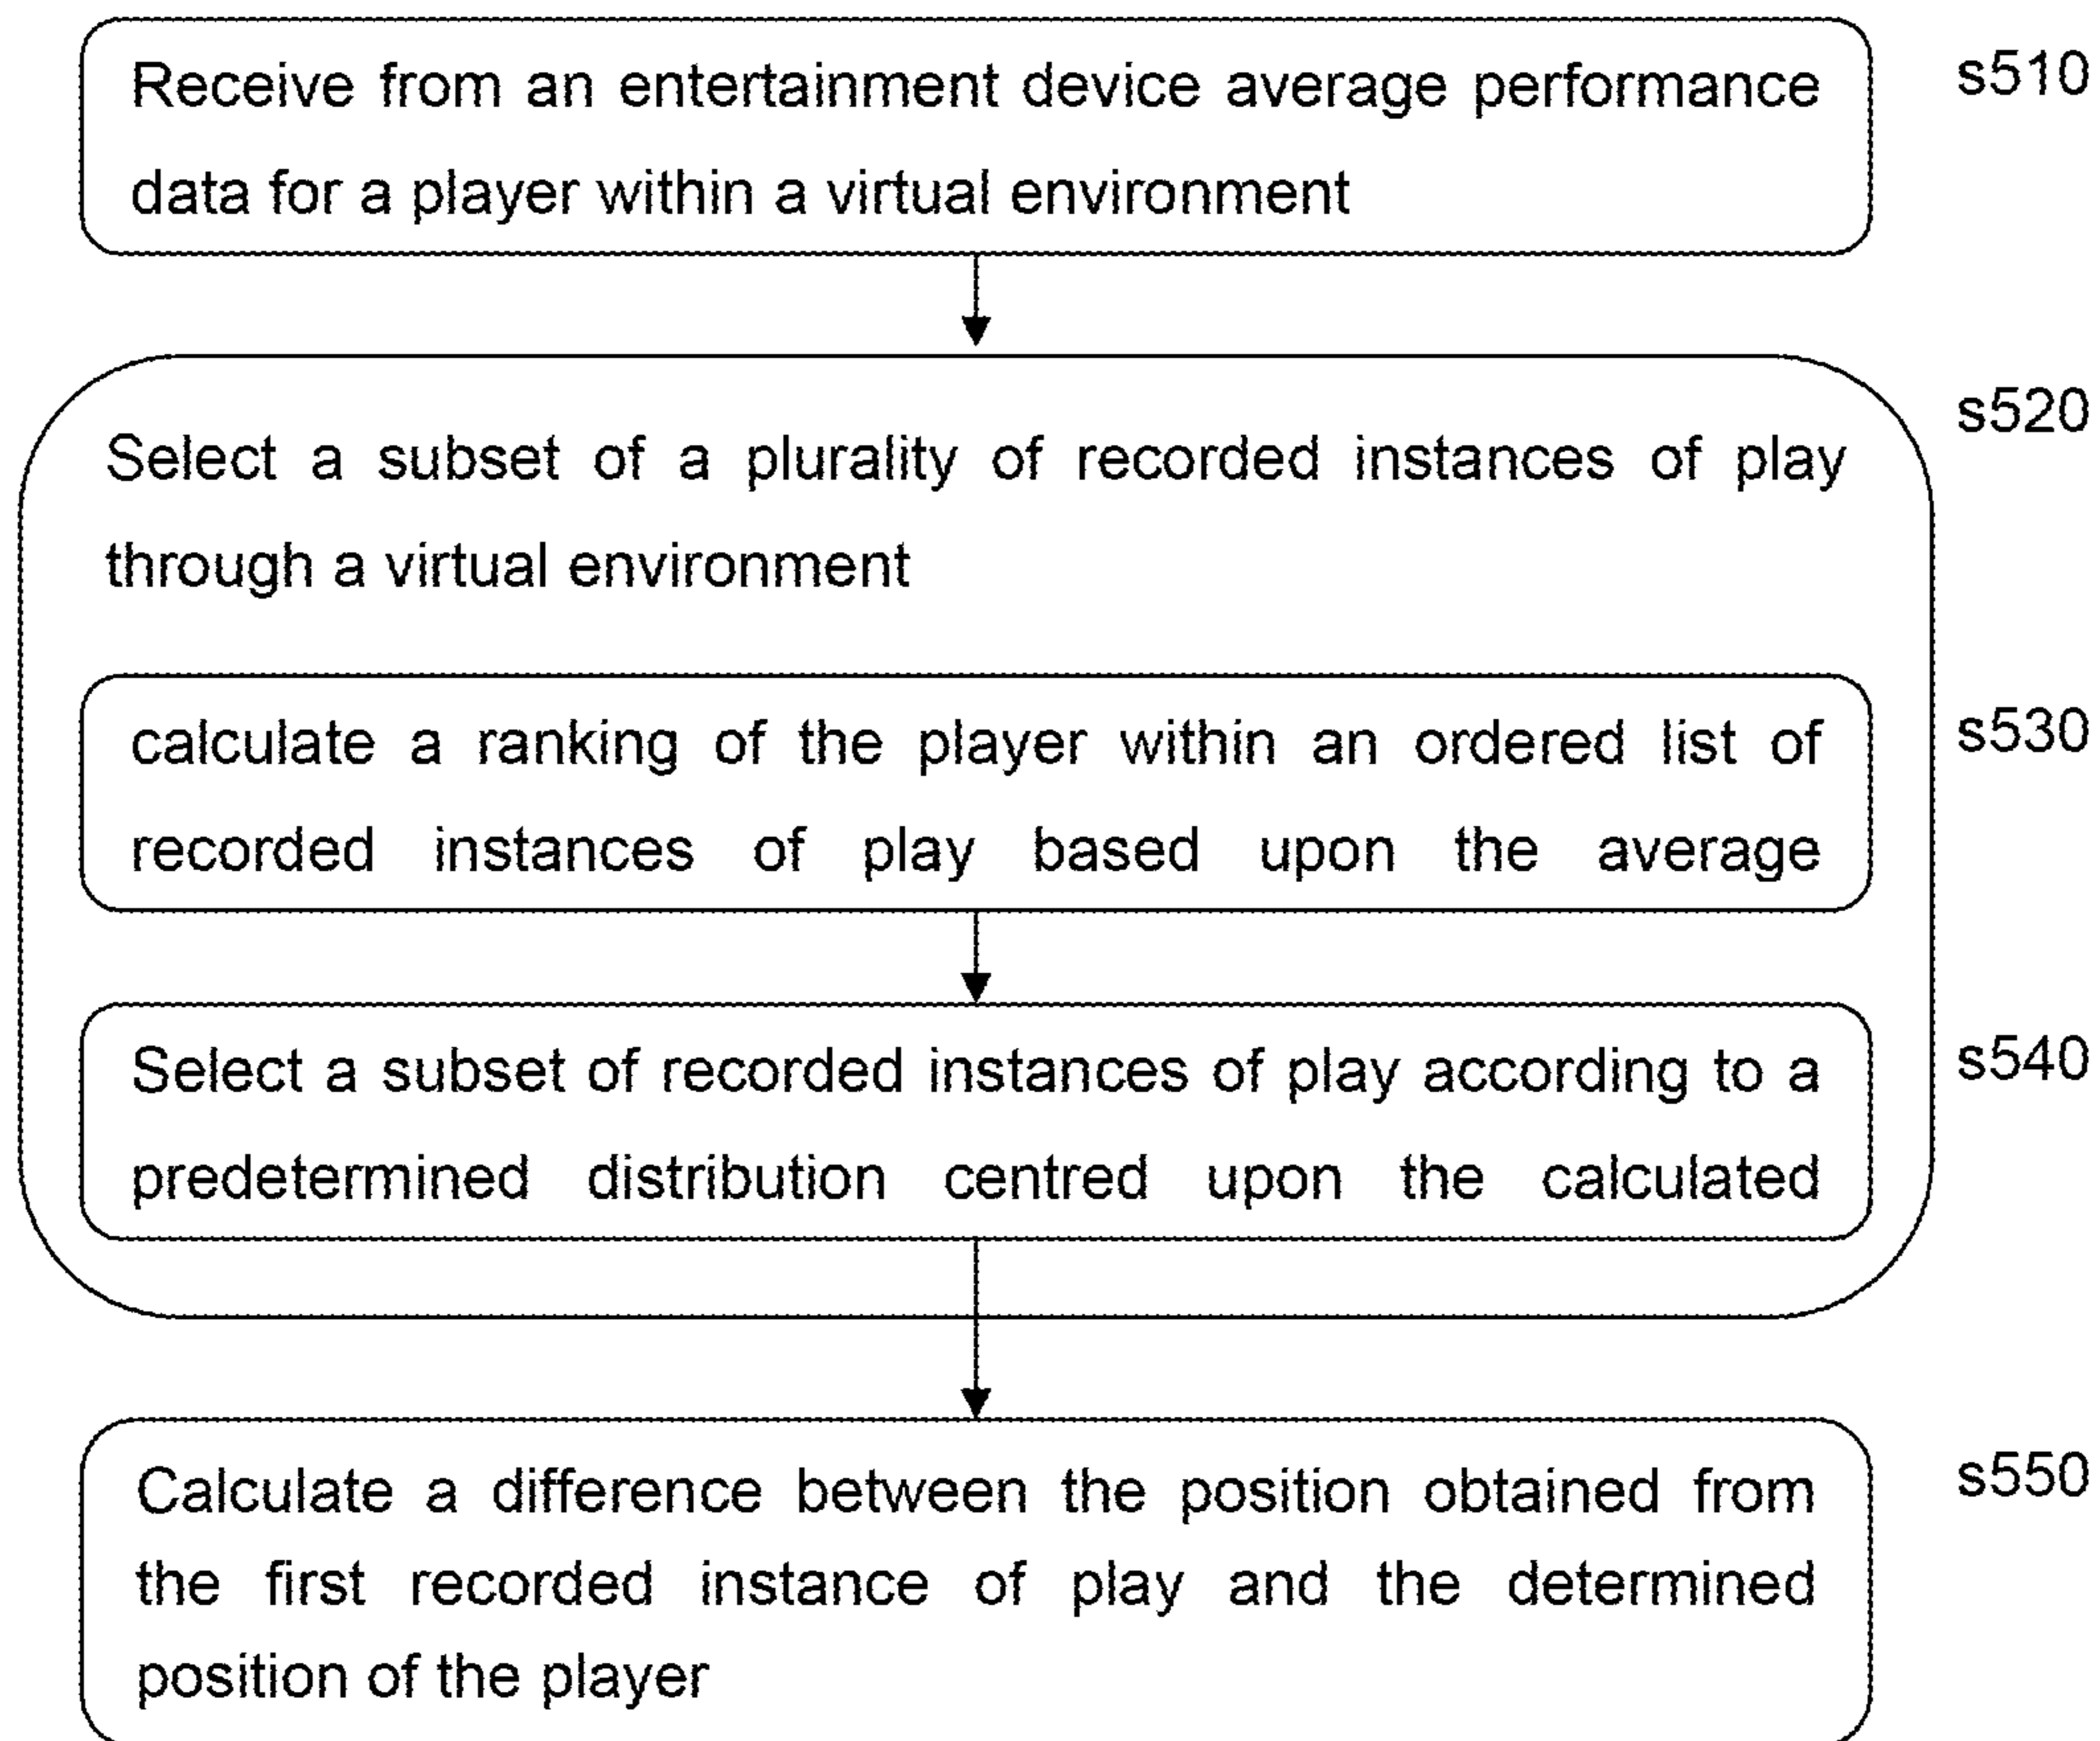 Receive from an entertainment device average performance
data for a player within a virtual environment
s510
Select a subset of a plurality of recorded instances of play
through a virtual environment
s520
calculate a ranking of the player within an ordered list of
recorded instances of play based upon the average
s530
Select a subset of recorded instances of play according to a
predetermined distribution centred upon the calculated
s540
Calculate a difference between the position obtained from
the first recorded instance of play and the determined
position of the player
s550